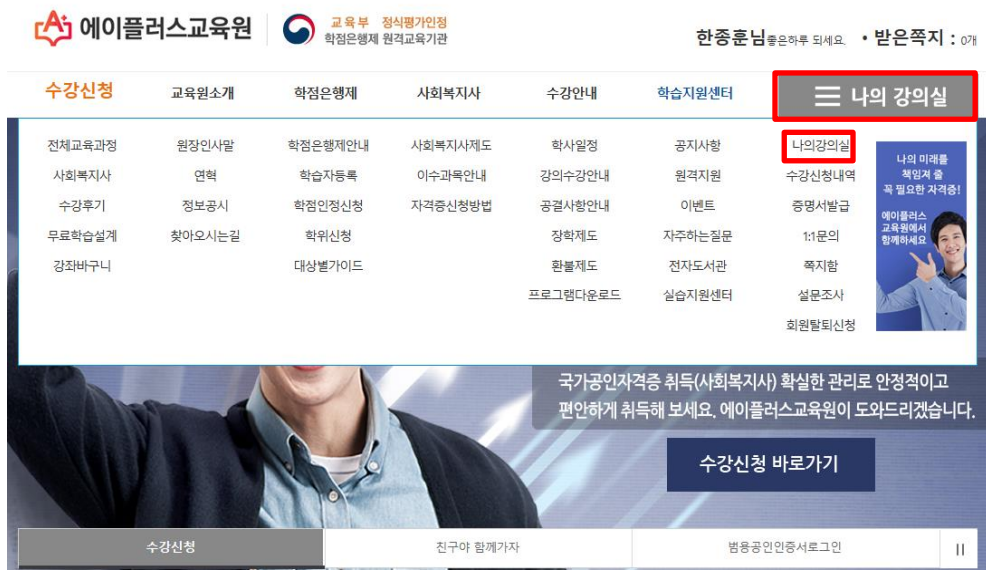 에이플러스교육원
교육부 정식평가인정
학점은행제 원격교육기관
한종훈님좋은하루 되세요. • 받은쪽지 : 0개
수강신청 교육원소개 학점은행제 사회복지사 수강안내 학습지원센터 나의 강의실
전체교육과정 원장인사말 학점은행제안내 사회복지사제도 학사일정 공지사항 나의강의실
사회복지사 연혁 학습자등록 이수과목안내 강의수강안내 원격지원 수강신청내역
수강후기 정보공시 학점인정신청 자격증신청방법 공결사항안내 이벤트 증명서발급
무료학습설계 찾아오시는길 학위신청 장학제도 자주하는질문 1:1문의
강좌바구니 대상별가이드 환불제도 전자도서관 쪽지함
프로그램다운로드 실습지원센터 설문조사
회원탈퇴신청
나의 미래를
책임져 줄
꼭 필요한 자격증!
에이플러스
교육원에서
함께하세요
국가공인자격증 취득(사회복지사) 확실한 관리로 안정적이고
편안하게 취득해 보세요. 에이플러스교육원이 도와드리겠습니다.
수강신청 바로가기
수강신청 친구야 함께가자 범용공인인증서로그인